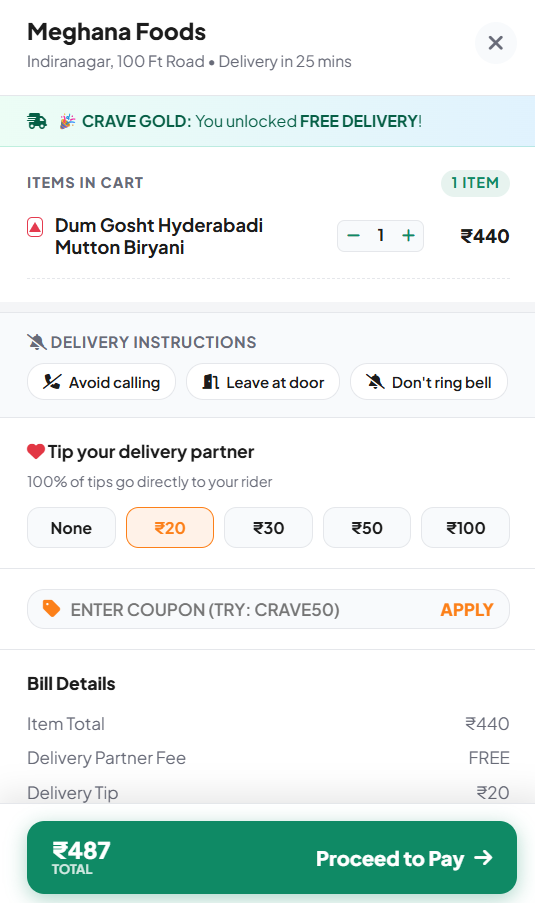 Meghana Foods
Indiranagar, 100 Ft Road • Delivery in 25 mins
🎉 CRAVE GOLD: You unlocked FREE DELIVERY!
ITEMS IN CART
1 ITEM
Dum Gosht Hyderabadi
Mutton Biryani
− 1 +
₹440
DELIVERY INSTRUCTIONS
Avoid calling
Leave at door
Don't ring bell
Tip your delivery partner
100% of tips go directly to your rider
None
₹20
₹30
₹50
₹100
ENTER COUPON (TRY: CRAVE50)
APPLY
Bill Details
Item Total ₹440
Delivery Partner Fee FREE
Delivery Tip ₹20
₹487
TOTAL
Proceed to Pay →